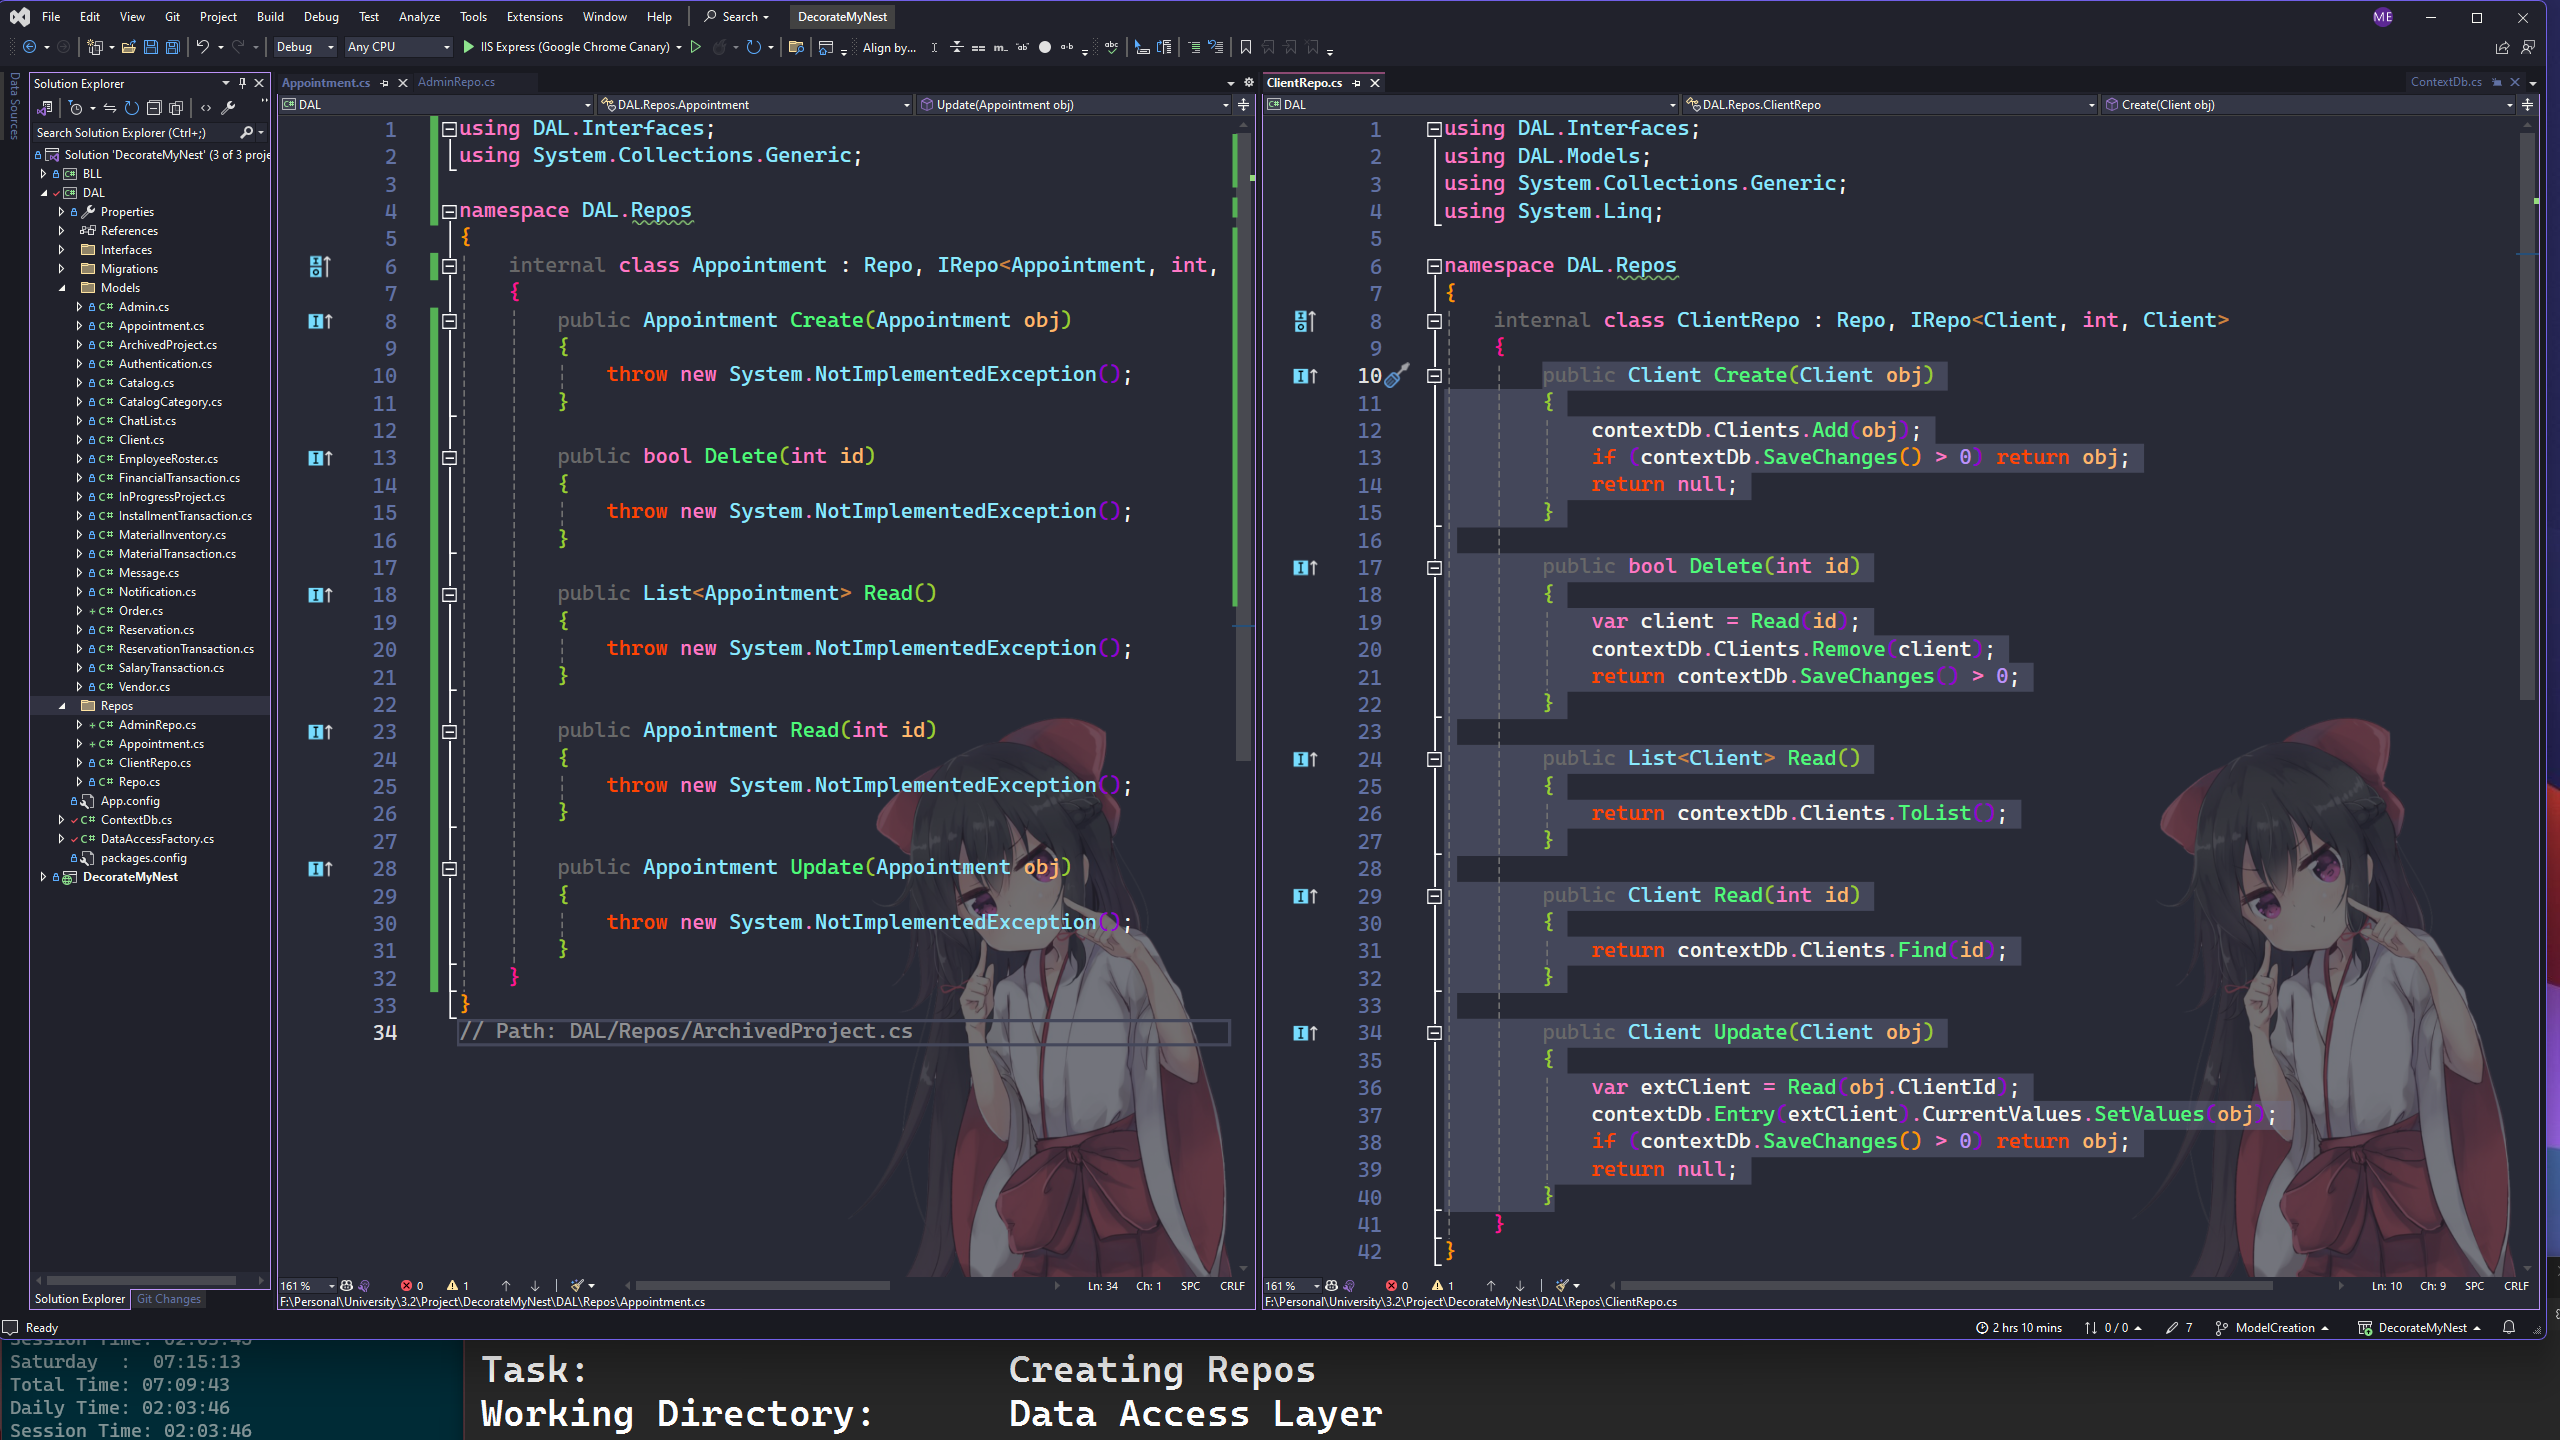 File Edit View Git Project Build Debug Test Analyze Tools Extensions Window Help Search DecorateMyNest ME
Debug Any CPU IIS Express (Google Chrome Canary) Align by...
Data Sources
Solution Explorer
Search Solution Explorer (Ctrl+;)
Solution 'DecorateMyNest' (3 of 3 proje
BLL
DAL
Properties
References
Interfaces
Migrations
Models
C# Admin.cs
C# Appointment.cs
C# ArchivedProject.cs
C# Authentication.cs
C# Catalog.cs
C# CatalogCategory.cs
C# ChatList.cs
C# Client.cs
C# EmployeeRoster.cs
C# FinancialTransaction.cs
C# InProgressProject.cs
C# InstallmentTransaction.cs
C# MaterialInventory.cs
C# MaterialTransaction.cs
C# Message.cs
C# Notification.cs
+ C# Order.cs
C# Reservation.cs
C# ReservationTransaction.cs
C# SalaryTransaction.cs
C# Vendor.cs
Repos
+ C# AdminRepo.cs
+ C# Appointment.cs
C# ClientRepo.cs
C# Repo.cs
App.config
C# ContextDb.cs
C# DataAccessFactory.cs
packages.config
DecorateMyNest
Solution Explorer Git Changes
Appointment.cs AdminRepo.cs
DAL DAL.Repos.Appointment Update(Appointment obj)
1 using DAL.Interfaces;
2 using System.Collections.Generic;
3
4 namespace DAL.Repos
5 {
6 internal class Appointment : Repo, IRepo<Appointment, int,
7 {
8 public Appointment Create(Appointment obj)
9 {
10 throw new System.NotImplementedException();
11 }
12
13 public bool Delete(int id)
14 {
15 throw new System.NotImplementedException();
16 }
17
18 public List<Appointment> Read()
19 {
20 throw new System.NotImplementedException();
21 }
22
23 public Appointment Read(int id)
24 {
25 throw new System.NotImplementedException();
26 }
27
28 public Appointment Update(Appointment obj)
29 {
30 throw new System.NotImplementedException();
31 }
32 }
33 }
34 // Path: DAL/Repos/ArchivedProject.cs
161 % 0 1 Ln: 34 Ch: 1 SPC CRLF
F:\Personal\University\3.2\Project\DecorateMyNest\DAL\Repos\Appointment.cs
ClientRepo.cs ContextDb.cs
DAL DAL.Repos.ClientRepo Create(Client obj)
1 using DAL.Interfaces;
2 using DAL.Models;
3 using System.Collections.Generic;
4 using System.Linq;
5
6 namespace DAL.Repos
7 {
8 internal class ClientRepo : Repo, IRepo<Client, int, Client>
9 {
10 public Client Create(Client obj)
11 {
12 contextDb.Clients.Add(obj);
13 if (contextDb.SaveChanges() > 0) return obj;
14 return null;
15 }
16
17 public bool Delete(int id)
18 {
19 var client = Read(id);
20 contextDb.Clients.Remove(client);
21 return contextDb.SaveChanges() > 0;
22 }
23
24 public List<Client> Read()
25 {
26 return contextDb.Clients.ToList();
27 }
28
29 public Client Read(int id)
30 {
31 return contextDb.Clients.Find(id);
32 }
33
34 public Client Update(Client obj)
35 {
36 var extClient = Read(obj.ClientId);
37 contextDb.Entry(extClient).CurrentValues.SetValues(obj);
38 if (contextDb.SaveChanges() > 0) return obj;
39 return null;
40 }
41 }
42 }
161 % 0 1 Ln: 10 Ch: 9 SPC CRLF
F:\Personal\University\3.2\Project\DecorateMyNest\DAL\Repos\ClientRepo.cs
Ready 2 hrs 10 mins 0 / 0 7 ModelCreation DecorateMyNest
Session Time: 02:03:45
Saturday : 07:15:13
Total Time: 07:09:43
Daily Time: 02:03:46
Session Time: 02:03:46
Task: Creating Repos
Working Directory: Data Access Layer